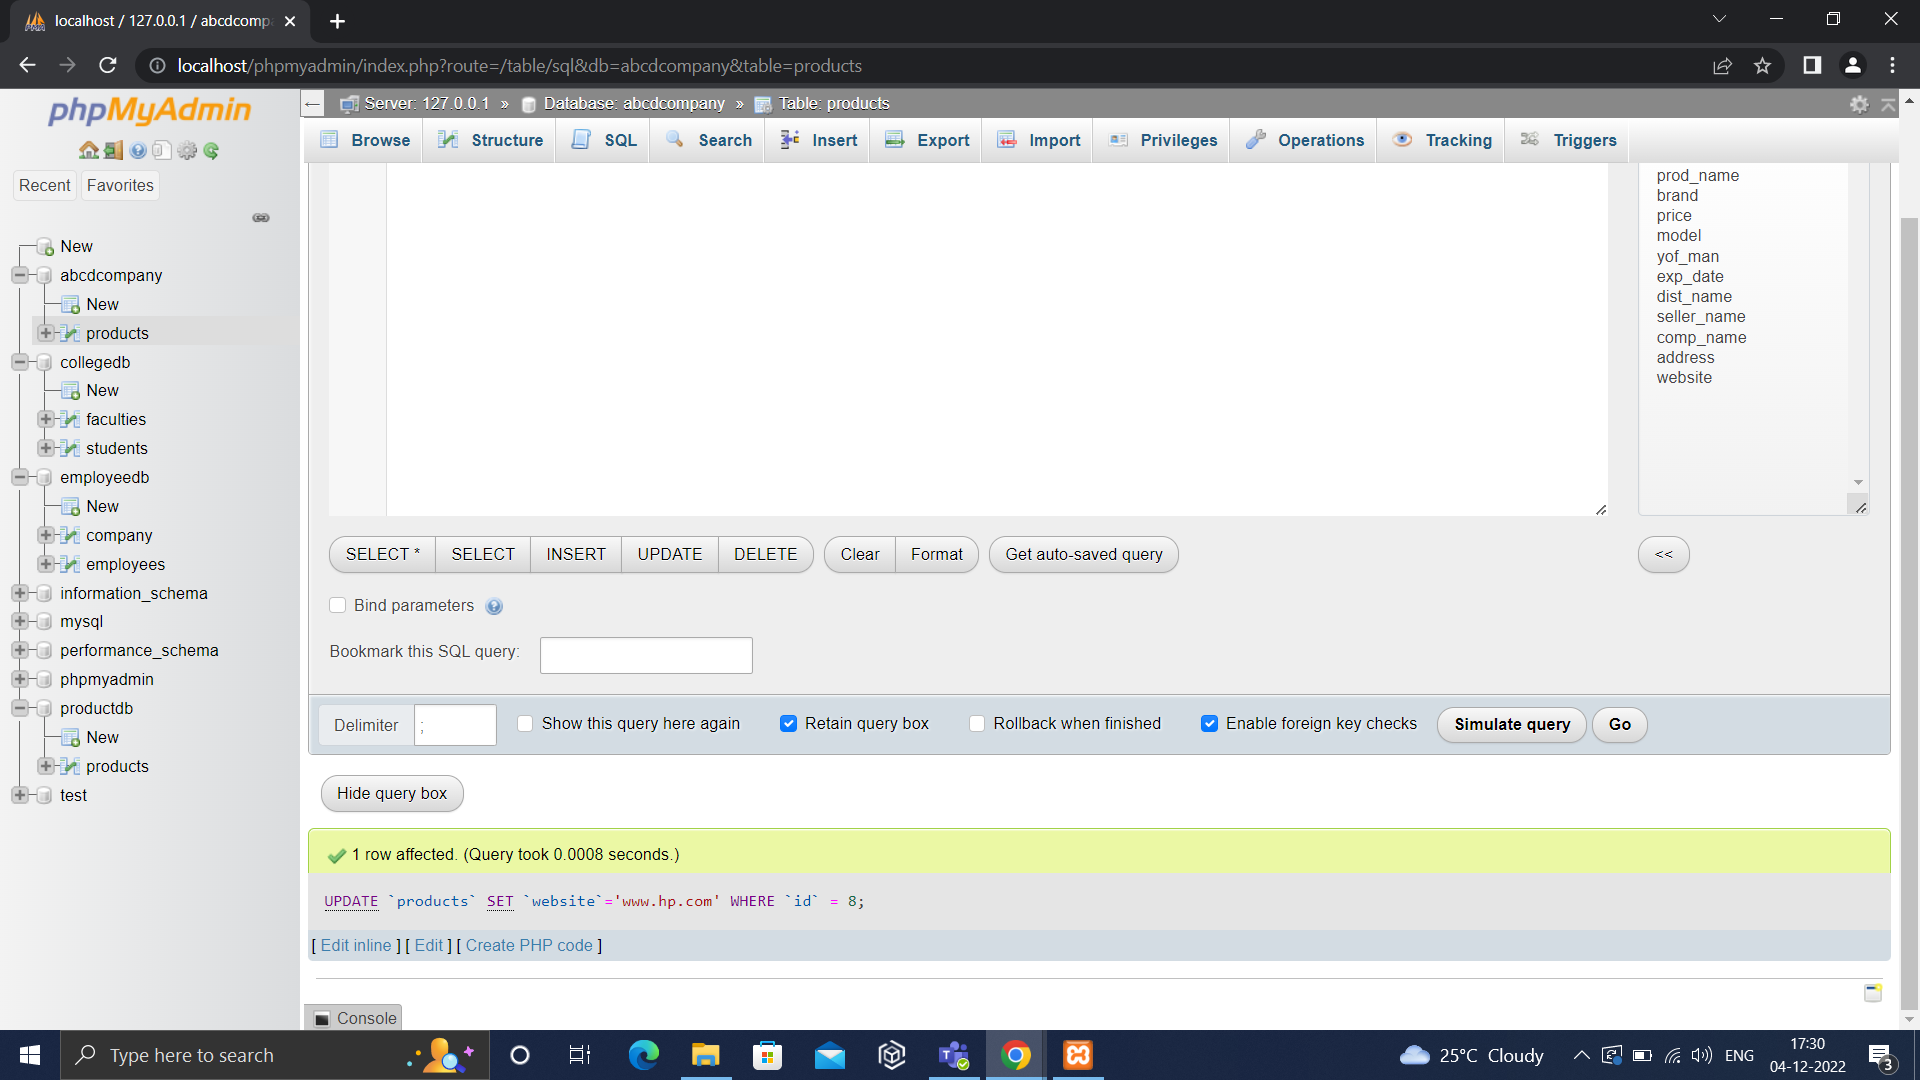 localhost / 127.0.0.1 / abcdcomp
localhost/phpmyadmin/index.php?route=/table/sql&db=abcdcompany&table=products
phpMyAdmin
Recent
Favorites
New
abcdcompany
New
products
collegedb
New
faculties
students
employeedb
New
company
employees
information_schema
mysql
performance_schema
phpmyadmin
productdb
New
products
test
Server: 127.0.0.1 » Database: abcdcompany » Table: products
Browse Structure SQL Search Insert Export Import Privileges Operations Tracking Triggers
prod_name
brand
price
model
yof_man
exp_date
dist_name
seller_name
comp_name
address
website
SELECT * SELECT INSERT UPDATE DELETE Clear Format Get auto-saved query <<
Bind parameters
Bookmark this SQL query:
Delimiter ; Show this query here again Retain query box Rollback when finished Enable foreign key checks Simulate query Go
Hide query box
1 row affected. (Query took 0.0008 seconds.)
UPDATE `products` SET `website`='www.hp.com' WHERE `id` = 8;
[ Edit inline ] [ Edit ] [ Create PHP code ]
Console
Type here to search
25°C Cloudy
ENG
17:30
04-12-2022
3